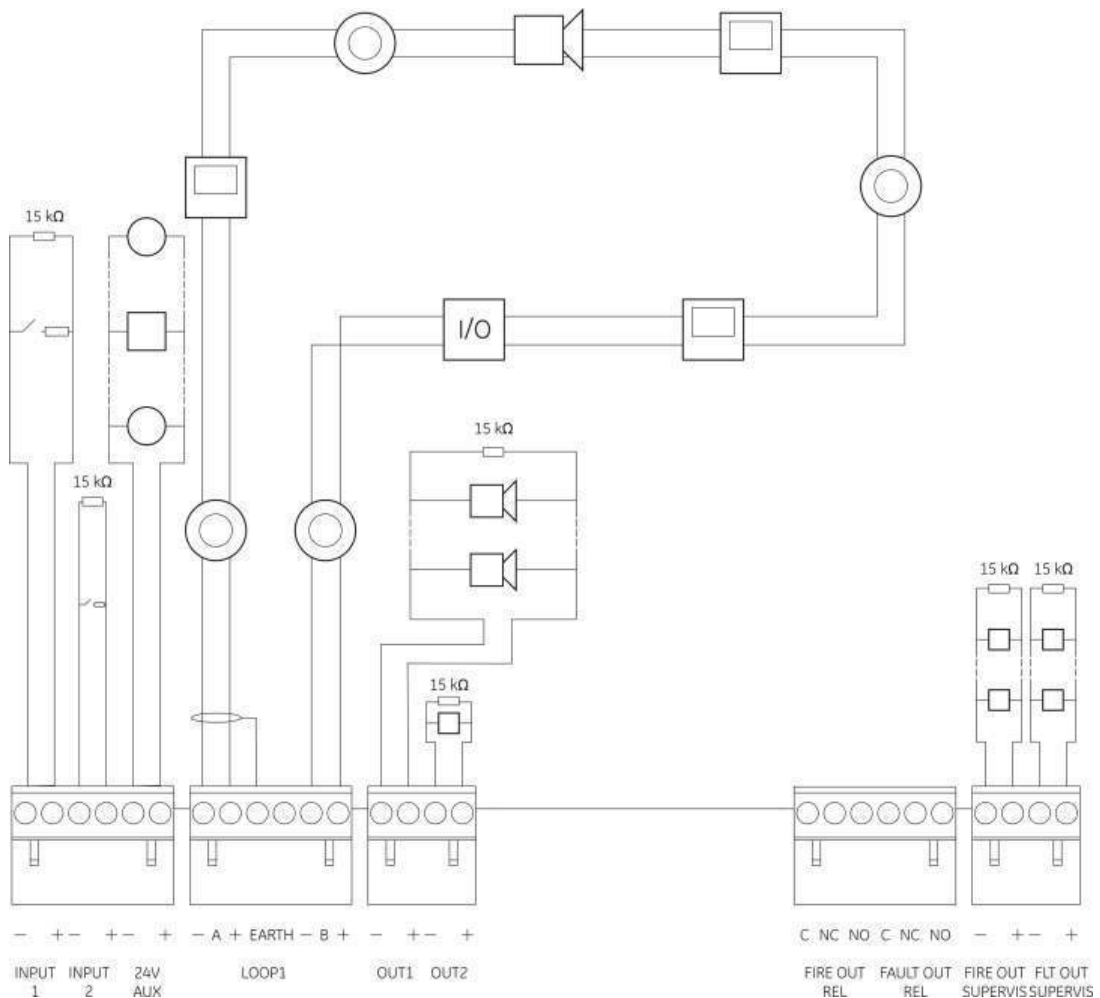 15 kΩ
I/O
15 kΩ
15 kΩ
15 kΩ
15 kΩ 15 kΩ
− + − + − + − A + EARTH − B + − + − + C NC NO C NC NO − + − +
INPUT 1
INPUT 2
24V AUX
LOOP1
OUT1
OUT2
FIRE OUT REL
FAULT OUT REL
FIRE OUT SUPERVIS
FLT OUT SUPERVIS